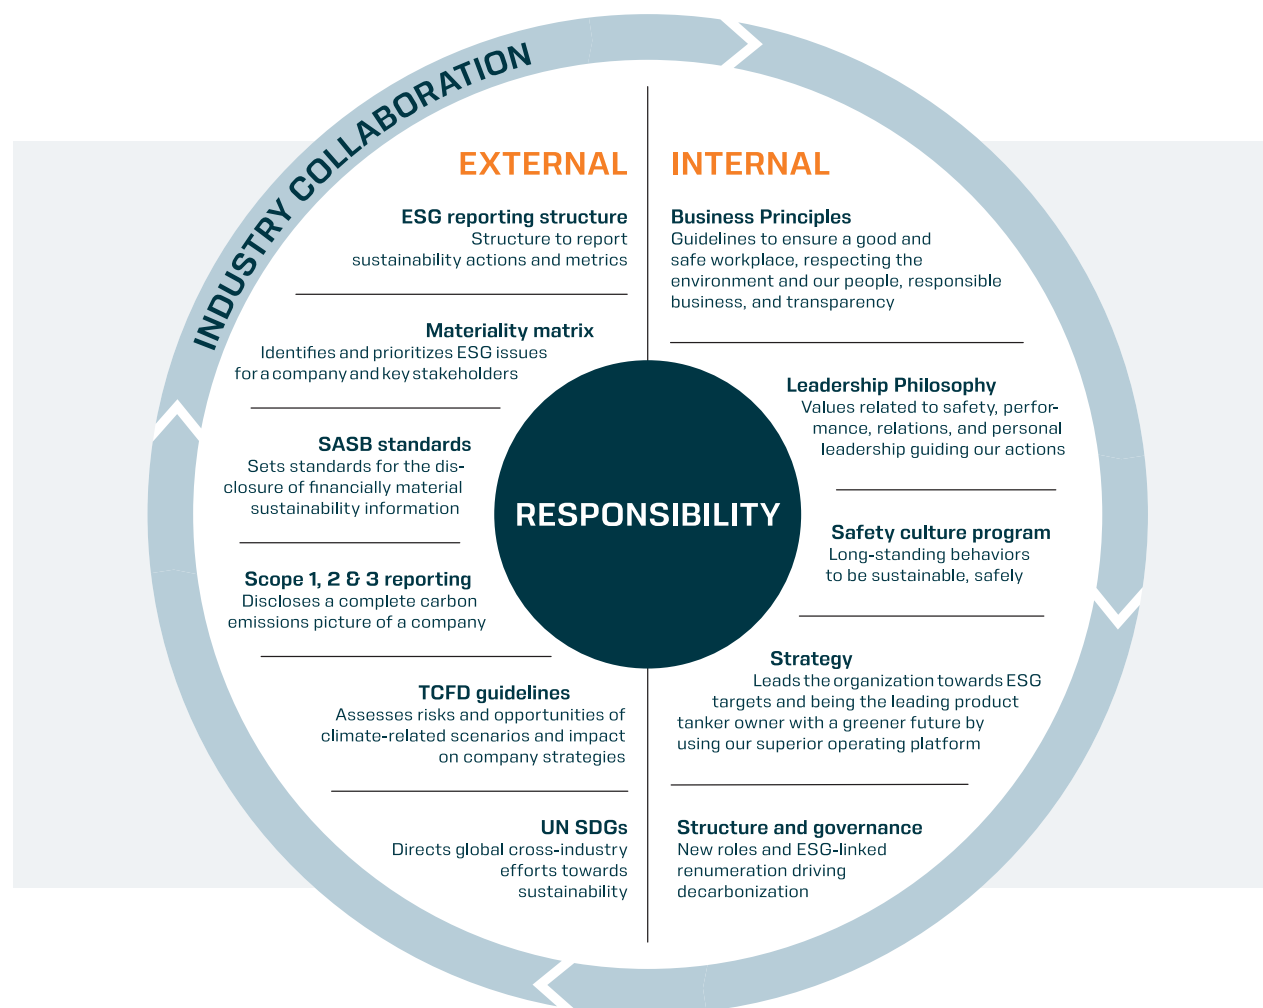 INDUSTRY COLLABORATION
EXTERNAL
ESG reporting structure
Structure to report
sustainability actions and metrics
Materiality matrix
Identifies and prioritizes ESG issues
for a company and key stakeholders
SASB standards
Sets standards for the dis-
closure of financially material
sustainability information
Scope 1, 2 & 3 reporting
Discloses a complete carbon
emissions picture of a company
TCFD guidelines
Assesses risks and opportunities of
climate-related scenarios and impact
on company strategies
UN SDGs
Directs global cross-industry
efforts towards
sustainability
RESPONSIBILITY
INTERNAL
Business Principles
Guidelines to ensure a good and
safe workplace, respecting the
environment and our people, responsible
business, and transparency
Leadership Philosophy
Values related to safety, perfor-
mance, relations, and personal
leadership guiding our actions
Safety culture program
Long-standing behaviors
to be sustainable, safely
Strategy
Leads the organization towards ESG
targets and being the leading product
tanker owner with a greener future by
using our superior operating platform
Structure and governance
New roles and ESG-linked
renumeration driving
decarbonization